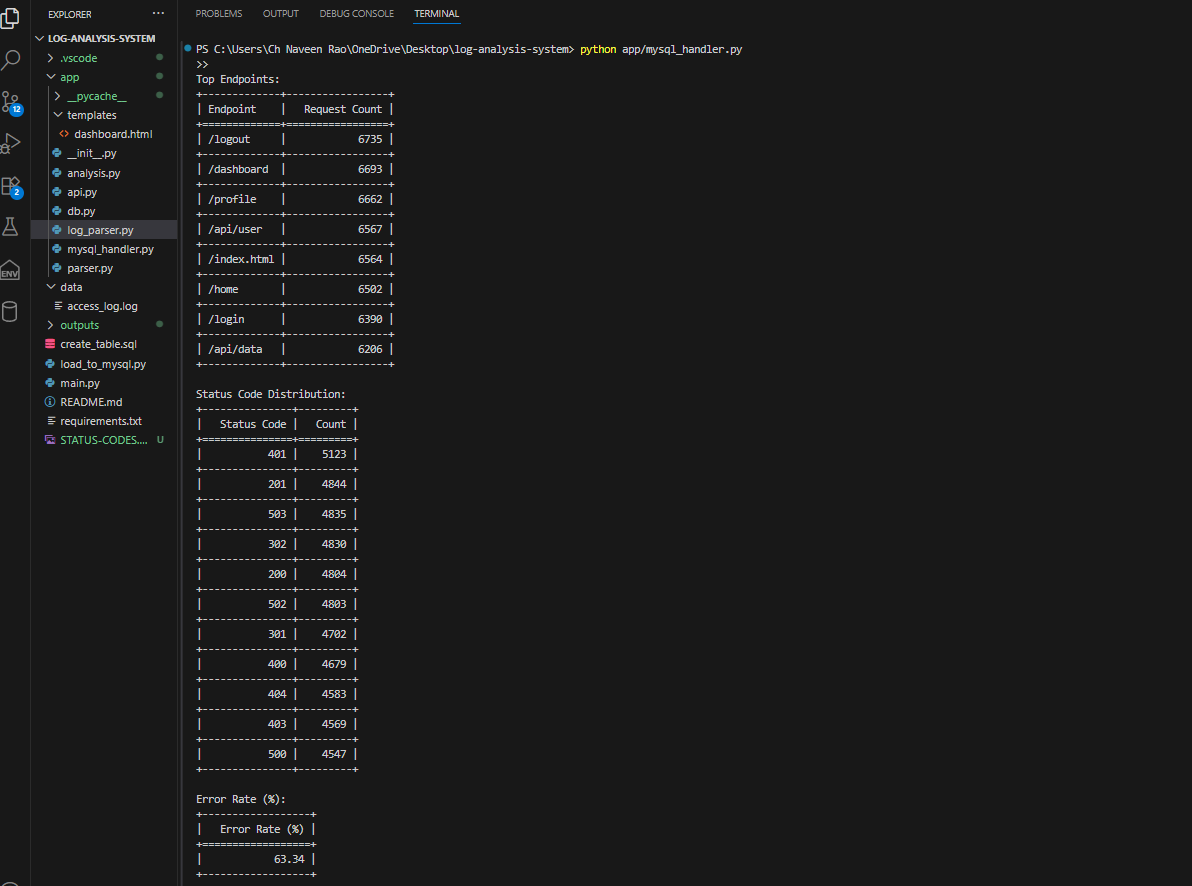 EXPLORER ...
LOG-ANALYSIS-SYSTEM
.vscode
app
__pycache__
templates
dashboard.html
__init__.py
analysis.py
api.py
db.py
log_parser.py
mysql_handler.py
parser.py
data
access_log.log
outputs
create_table.sql
load_to_mysql.py
main.py
README.md
requirements.txt
STATUS-CODES.... U
12
2
ENV
PROBLEMS OUTPUT DEBUG CONSOLE TERMINAL
PS C:\Users\Ch Naveen Rao\OneDrive\Desktop\log-analysis-system> python app/mysql_handler.py
>>
Top Endpoints:
+-------------+-----------------+
| Endpoint    |   Request Count |
+=============+=================+
| /logout     |            6735 |
+-------------+-----------------+
| /dashboard  |            6693 |
+-------------+-----------------+
| /profile    |            6662 |
+-------------+-----------------+
| /api/user   |            6567 |
+-------------+-----------------+
| /index.html |            6564 |
+-------------+-----------------+
| /home       |            6502 |
+-------------+-----------------+
| /login      |            6390 |
+-------------+-----------------+
| /api/data   |            6206 |
+-------------+-----------------+
Status Code Distribution:
+---------------+---------+
|   Status Code |   Count |
+===============+=========+
|           401 |    5123 |
+---------------+---------+
|           201 |    4844 |
+---------------+---------+
|           503 |    4835 |
+---------------+---------+
|           302 |    4830 |
+---------------+---------+
|           200 |    4804 |
+---------------+---------+
|           502 |    4803 |
+---------------+---------+
|           301 |    4702 |
+---------------+---------+
|           400 |    4679 |
+---------------+---------+
|           404 |    4583 |
+---------------+---------+
|           403 |    4569 |
+---------------+---------+
|           500 |    4547 |
+---------------+---------+
Error Rate (%):
+------------------+
|   Error Rate (%) |
+==================+
|            63.34 |
+------------------+